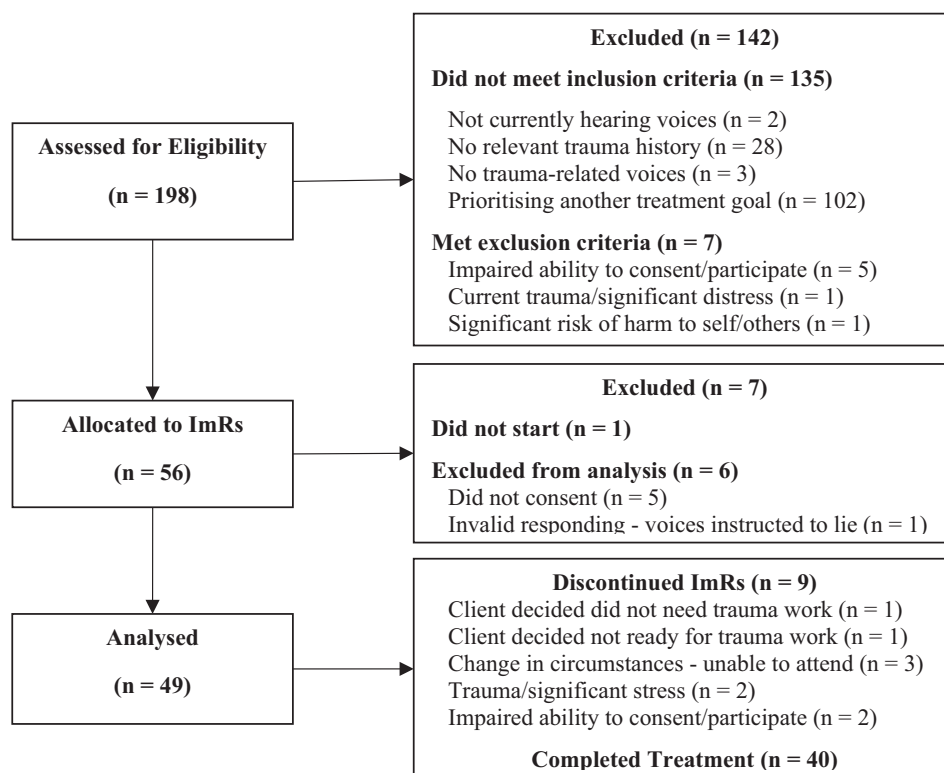 Assessed for Eligibility
(n = 198)
Excluded (n = 142)
Did not meet inclusion criteria (n = 135)
Not currently hearing voices (n = 2)
No relevant trauma history (n = 28)
No trauma-related voices (n = 3)
Prioritising another treatment goal (n = 102)
Met exclusion criteria (n = 7)
Impaired ability to consent/participate (n = 5)
Current trauma/significant distress (n = 1)
Significant risk of harm to self/others (n = 1)
Allocated to ImRs
(n = 56)
Excluded (n = 7)
Did not start (n = 1)
Excluded from analysis (n = 6)
Did not consent (n = 5)
Invalid responding - voices instructed to lie (n = 1)
Analysed
(n = 49)
Discontinued ImRs (n = 9)
Client decided did not need trauma work (n = 1)
Client decided not ready for trauma work (n = 1)
Change in circumstances - unable to attend (n = 3)
Trauma/significant stress (n = 2)
Impaired ability to consent/participate (n = 2)
Completed Treatment (n = 40)